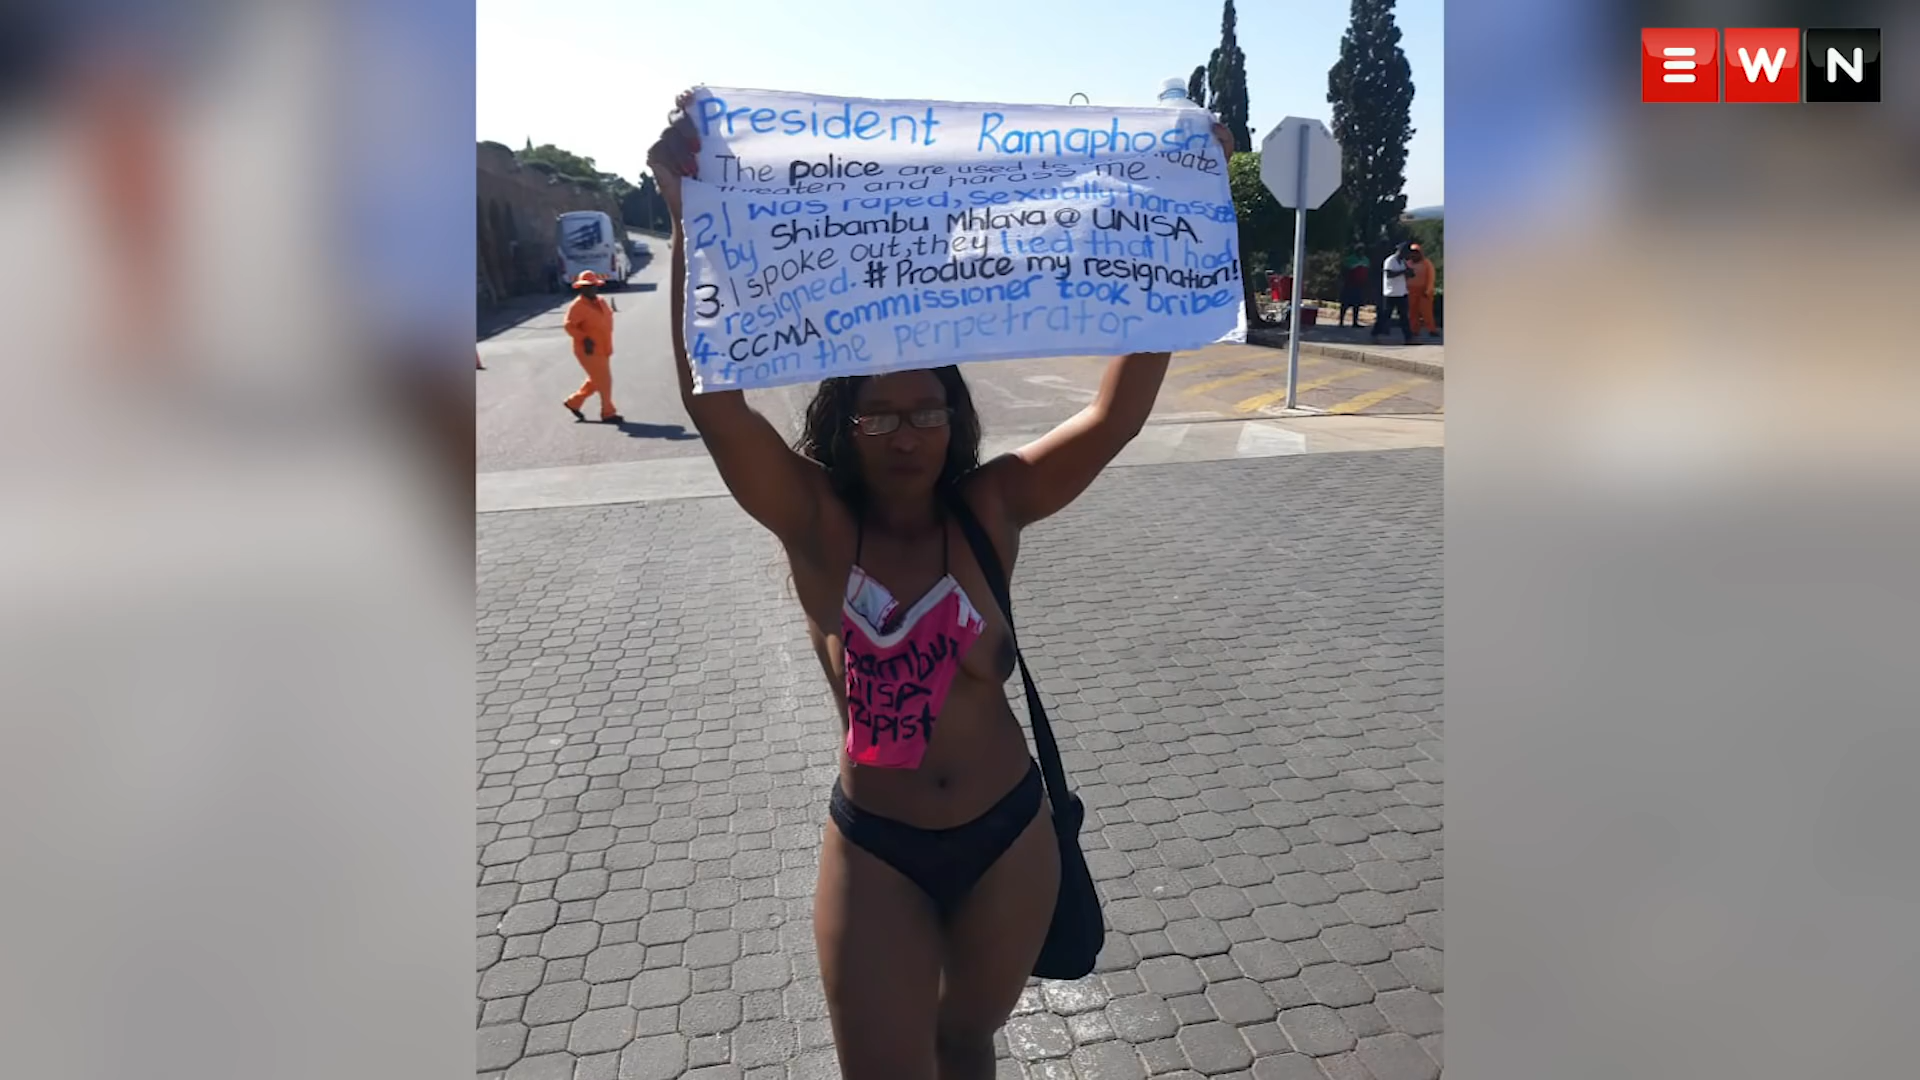 EWN
President Ramaphosa
The police are used to "date
threaten and harass "me."
2. I was raped, sexually harassed
by Shibambu Mhlava @ UNISA.
3. I spoke out, they lied that I had
resigned. # Produce my resignation!
4. CCMA Commissioner took bribe
from the perpetrator
pist